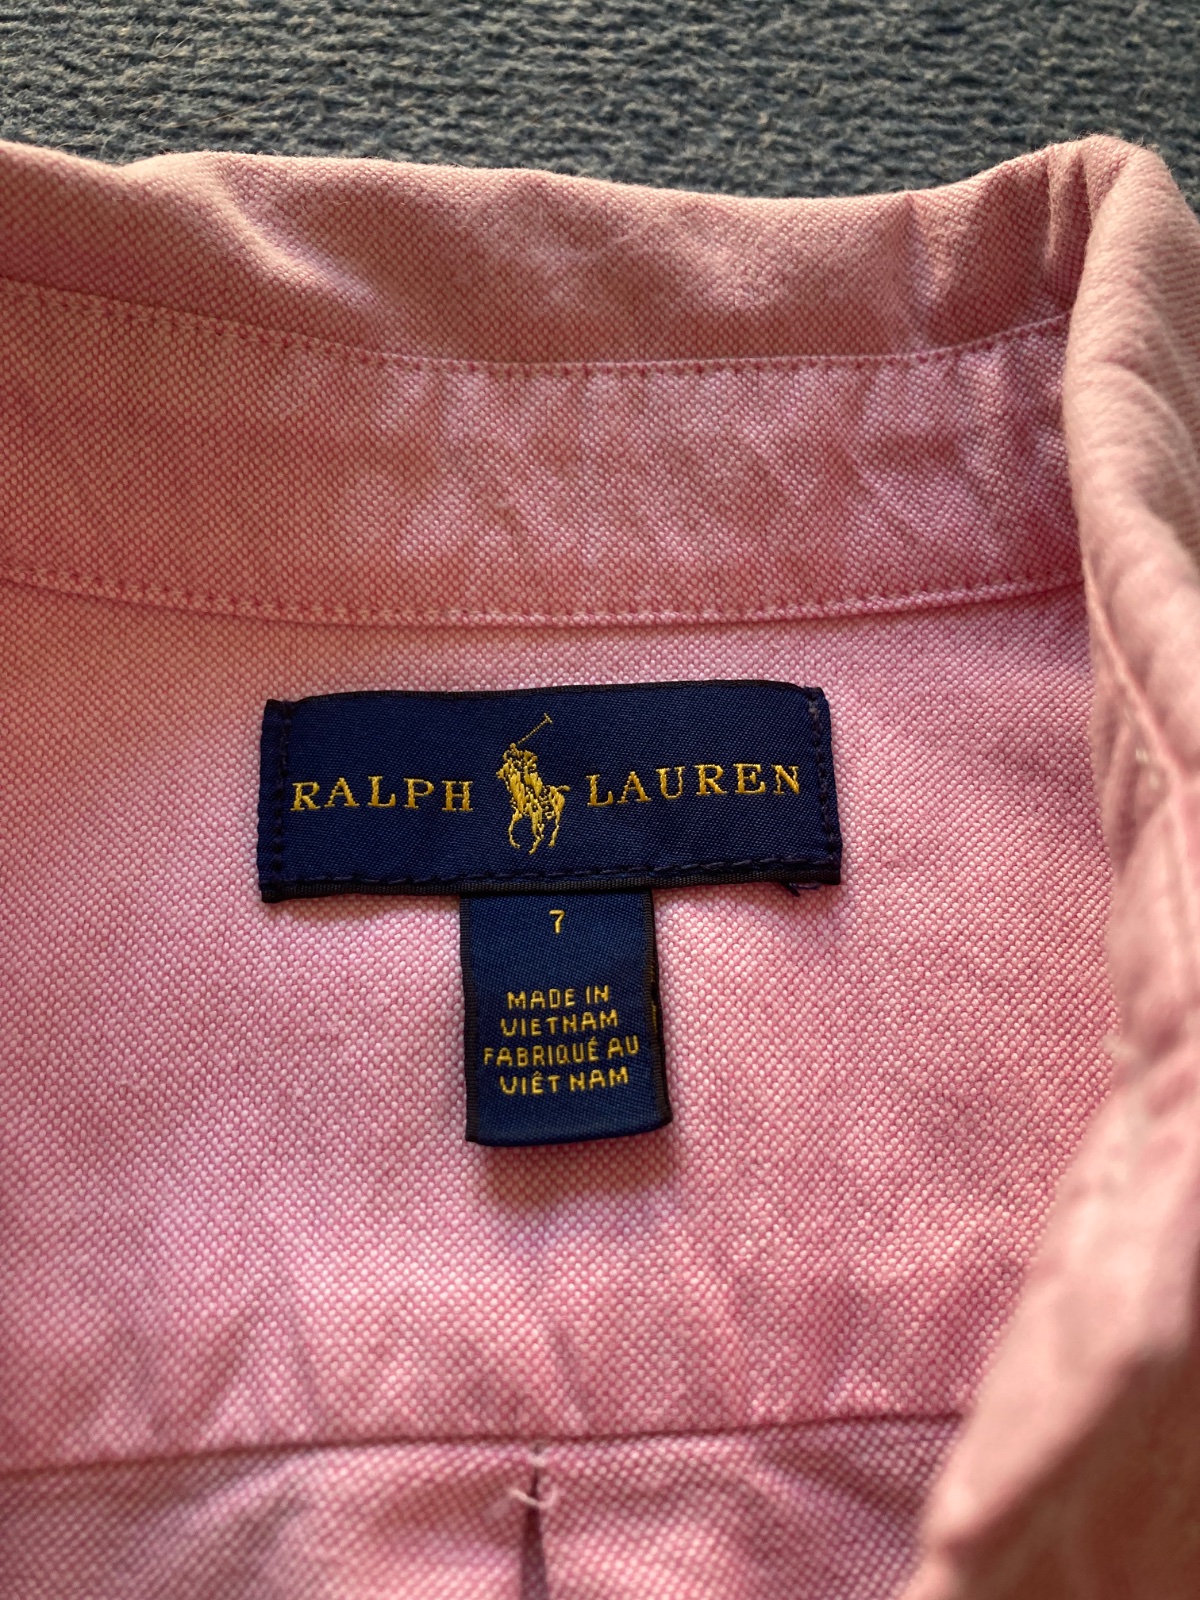 RALPH LAUREN
7
MADE IN
VIETNAM
FABRIQUÉ AU
VIÊT NAM